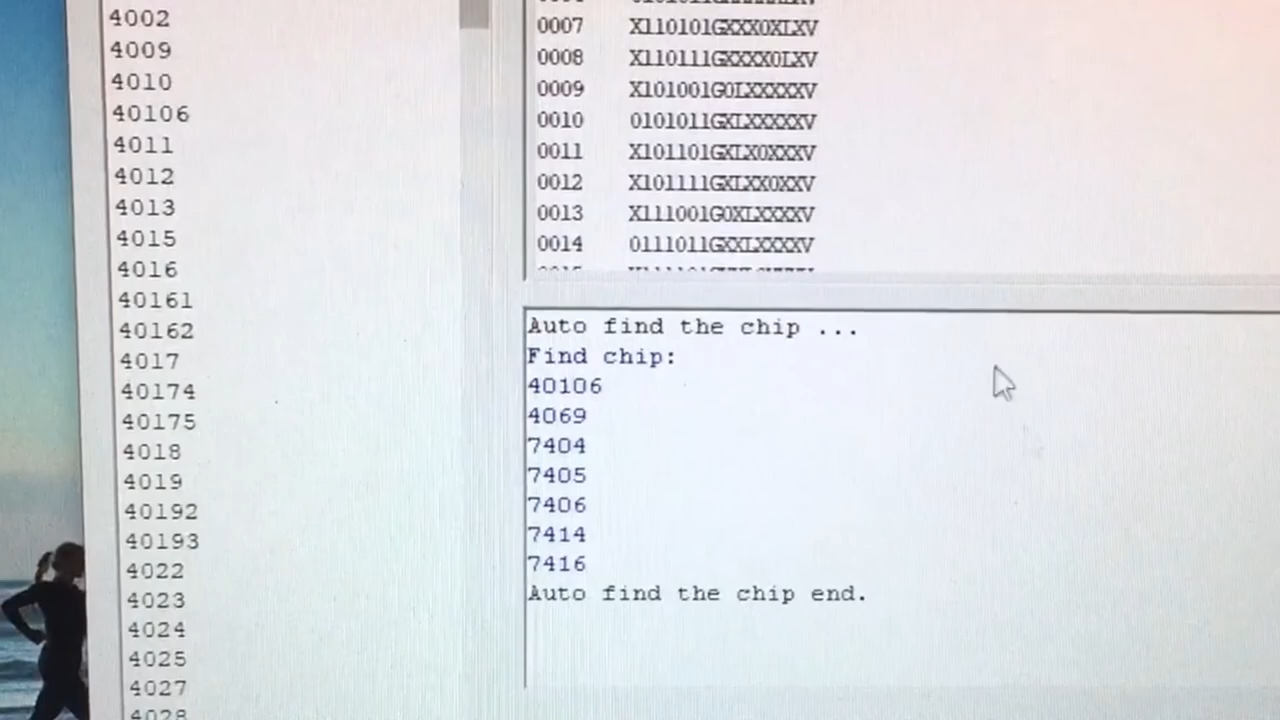 4002
4009
4010
40106
4011
4012
4013
4015
4016
40161
40162
4017
40174
40175
4018
4019
40192
40193
4022
4023
4024
4025
4027
4028
0007 X110101GXXX0XLXV
0008 X110111GXXXX0LXV
0009 X101001G0LXXXXXV
0010 0101011GXLXXXXXV
0011 X101101GXLX0XXXV
0012 X101111GXLXX0XXV
0013 X111001G0XLXXXXV
0014 0111011GXXLXXXXV
Auto find the chip ...
Find chip:
40106
4069
7404
7405
7406
7414
7416
Auto find the chip end.